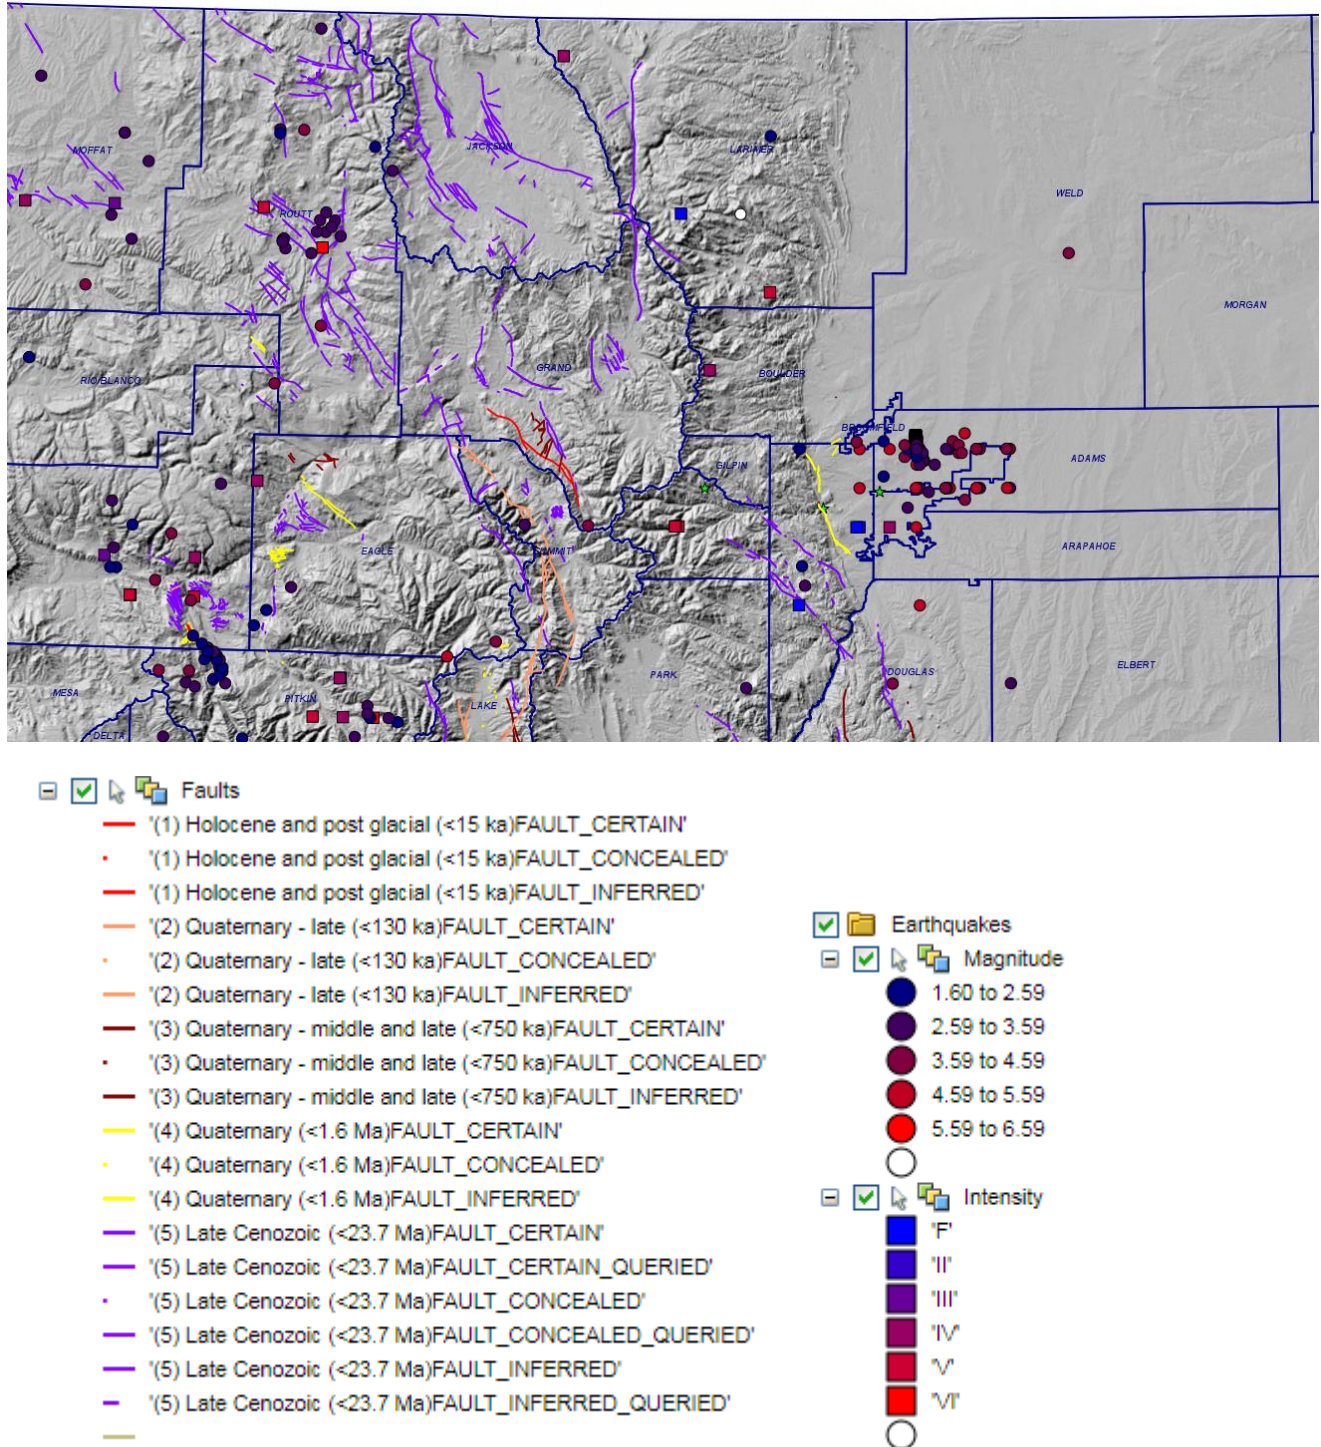 MOFFAT
JACKSON
LARIMER
WELD
ROUTT
MORGAN
RIO BLANCO
GRAND
BOULDER
BROOMFIELD
GILPIN
ADAMS
EAGLE
SUMMIT
ARAPAHOE
MESA
PITKIN
LAKE
PARK
DOUGLAS
ELBERT
DELTA
Faults
'(1) Holocene and post glacial (<15 ka)FAULT_CERTAIN'
'(1) Holocene and post glacial (<15 ka)FAULT_CONCEALED'
'(1) Holocene and post glacial (<15 ka)FAULT_INFERRED'
'(2) Quaternary - late (<130 ka)FAULT_CERTAIN'
'(2) Quaternary - late (<130 ka)FAULT_CONCEALED'
'(2) Quaternary - late (<130 ka)FAULT_INFERRED'
'(3) Quaternary - middle and late (<750 ka)FAULT_CERTAIN'
'(3) Quaternary - middle and late (<750 ka)FAULT_CONCEALED'
'(3) Quaternary - middle and late (<750 ka)FAULT_INFERRED'
'(4) Quaternary (<1.6 Ma)FAULT_CERTAIN'
'(4) Quaternary (<1.6 Ma)FAULT_CONCEALED'
'(4) Quaternary (<1.6 Ma)FAULT_INFERRED'
'(5) Late Cenozoic (<23.7 Ma)FAULT_CERTAIN'
'(5) Late Cenozoic (<23.7 Ma)FAULT_CERTAIN_QUERIED'
'(5) Late Cenozoic (<23.7 Ma)FAULT_CONCEALED'
'(5) Late Cenozoic (<23.7 Ma)FAULT_CONCEALED_QUERIED'
'(5) Late Cenozoic (<23.7 Ma)FAULT_INFERRED'
'(5) Late Cenozoic (<23.7 Ma)FAULT_INFERRED_QUERIED'
Earthquakes
Magnitude
1.60 to 2.59
2.59 to 3.59
3.59 to 4.59
4.59 to 5.59
5.59 to 6.59
Intensity
'F'
'II'
'III'
'IV'
'V'
'VI'